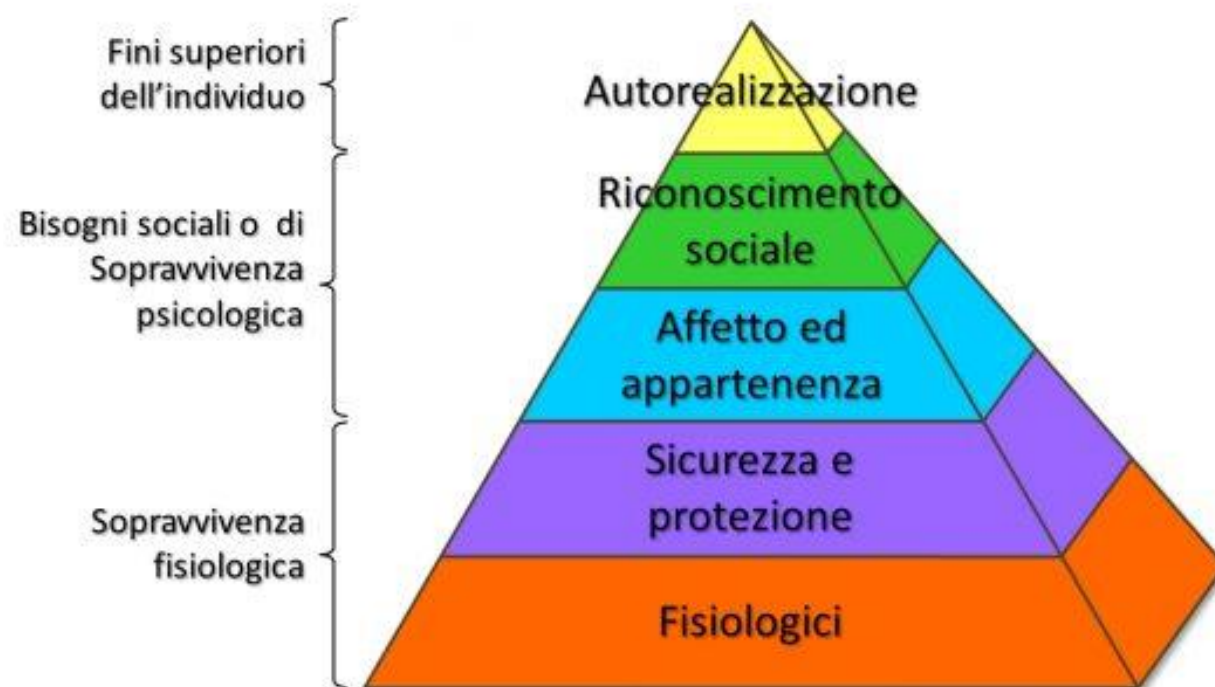 Fini superiori
dell'individuo
Bisogni sociali o di
Sopravvivenza
psicologica
Sopravvivenza
fisiologica
Autorealizzazione
Riconoscimento
sociale
Affetto ed
appartenenza
Sicurezza e
protezione
Fisiologici